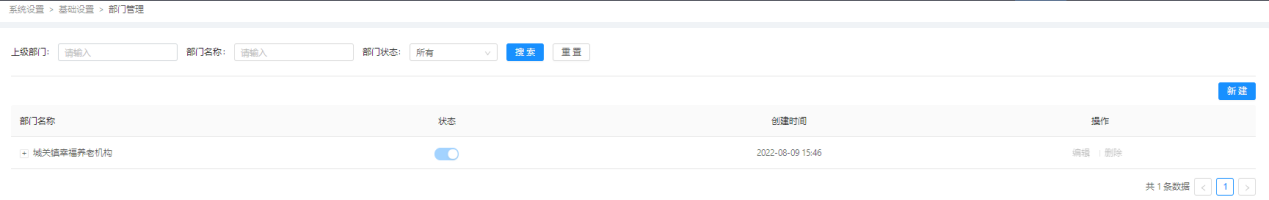 系统设置 > 基础设置 > 部门管理
上级部门: 请输入 部门名称: 请输入 部门状态: 所有 搜索 重置
新建
部门名称 状态 创建时间 操作
城关镇幸福养老机构 2022-08-09 15:46 编辑 删除
共 1 条数据 < 1 >